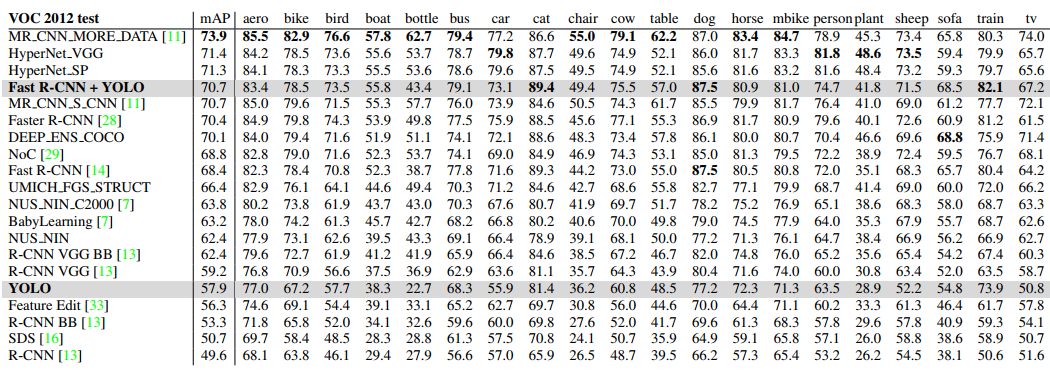 VOC 2012 test mAP aero bike bird boat bottle bus car cat chair cow table dog horse mbike person plant sheep sofa train tv
MR_CNN_MORE_DATA [11] 73.9 85.5 82.9 76.6 57.8 62.7 79.4 77.2 86.6 55.0 79.1 62.2 87.0 83.4 84.7 78.9 45.3 73.4 65.8 80.3 74.0
HyperNet_VGG 71.4 84.2 78.5 73.6 55.6 53.7 78.7 79.8 87.7 49.6 74.9 52.1 86.0 81.7 83.3 81.8 48.6 73.5 59.4 79.9 65.7
HyperNet_SP 71.3 84.1 78.3 73.3 55.5 53.6 78.6 79.6 87.5 49.5 74.9 52.1 85.6 81.6 83.2 81.6 48.4 73.2 59.3 79.7 65.6
Fast R-CNN + YOLO 70.7 83.4 78.5 73.5 55.8 43.4 79.1 73.1 89.4 49.4 75.5 57.0 87.5 80.9 81.0 74.7 41.8 71.5 68.5 82.1 67.2
MR_CNN_S_CNN [11] 70.7 85.0 79.6 71.5 55.3 57.7 76.0 73.9 84.6 50.5 74.3 61.7 85.5 79.9 81.7 76.4 41.0 69.0 61.2 77.7 72.1
Faster R-CNN [28] 70.4 84.9 79.8 74.3 53.9 49.8 77.5 75.9 88.5 45.6 77.1 55.3 86.9 81.7 80.9 79.6 40.1 72.6 60.9 81.2 61.5
DEEP_ENS_COCO 70.1 84.0 79.4 71.6 51.9 51.1 74.1 72.1 88.6 48.3 73.4 57.8 86.1 80.0 80.7 70.4 46.6 69.6 68.8 75.9 71.4
NoC [29] 68.8 82.8 79.0 71.6 52.3 53.7 74.1 69.0 84.9 46.9 74.3 53.1 85.0 81.3 79.5 72.2 38.9 72.4 59.5 76.7 68.1
Fast R-CNN [14] 68.4 82.3 78.4 70.8 52.3 38.7 77.8 71.6 89.3 44.2 73.0 55.0 87.5 80.5 80.8 72.0 35.1 68.3 65.7 80.4 64.2
UMICH_FGS_STRUCT 66.4 82.9 76.1 64.1 44.6 49.4 70.3 71.2 84.6 42.7 68.6 55.8 82.7 77.1 79.9 68.7 41.4 69.0 60.0 72.0 66.2
NUS_NIN_C2000 [7] 63.8 80.2 73.8 61.9 43.7 43.0 70.3 67.6 80.7 41.9 69.7 51.7 78.2 75.2 76.9 65.1 38.6 68.3 58.0 68.7 63.3
BabyLearning [7] 63.2 78.0 74.2 61.3 45.7 42.7 68.2 66.8 80.2 40.6 70.0 49.8 79.0 74.5 77.9 64.0 35.3 67.9 55.7 68.7 62.6
NUS_NIN 62.4 77.9 73.1 62.6 39.5 43.3 69.1 66.4 78.9 39.1 68.1 50.0 77.2 71.3 76.1 64.7 38.4 66.9 56.2 66.9 62.7
R-CNN VGG BB [13] 62.4 79.6 72.7 61.9 41.2 41.9 65.9 66.4 84.6 38.5 67.2 46.7 82.0 74.8 76.0 65.2 35.6 65.4 54.2 67.4 60.3
R-CNN VGG [13] 59.2 76.8 70.9 56.6 37.5 36.9 62.9 63.6 81.1 35.7 64.3 43.9 80.4 71.6 74.0 60.0 30.8 63.4 52.0 63.5 58.7
YOLO 57.9 77.0 67.2 57.7 38.3 22.7 68.3 55.9 81.4 36.2 60.8 48.5 77.2 72.3 71.3 63.5 28.9 52.2 54.8 73.9 50.8
Feature Edit [33] 56.3 74.6 69.1 54.4 39.1 33.1 65.2 62.7 69.7 30.8 56.0 44.6 70.0 64.4 71.1 60.2 33.3 61.3 46.4 61.7 57.8
R-CNN BB [13] 53.3 71.8 65.8 52.0 34.1 32.6 59.6 60.0 69.8 27.6 52.0 41.7 69.6 61.3 68.3 57.8 29.6 57.8 40.9 59.3 54.1
SDS [16] 50.7 69.7 58.4 48.5 28.3 28.8 61.3 57.5 70.8 24.1 50.7 35.9 64.9 59.1 65.8 57.1 26.0 58.8 38.6 58.9 50.7
R-CNN [13] 49.6 68.1 63.8 46.1 29.4 27.9 56.6 57.0 65.9 26.5 48.7 39.5 66.2 57.3 65.4 53.2 26.2 54.5 38.1 50.6 51.6